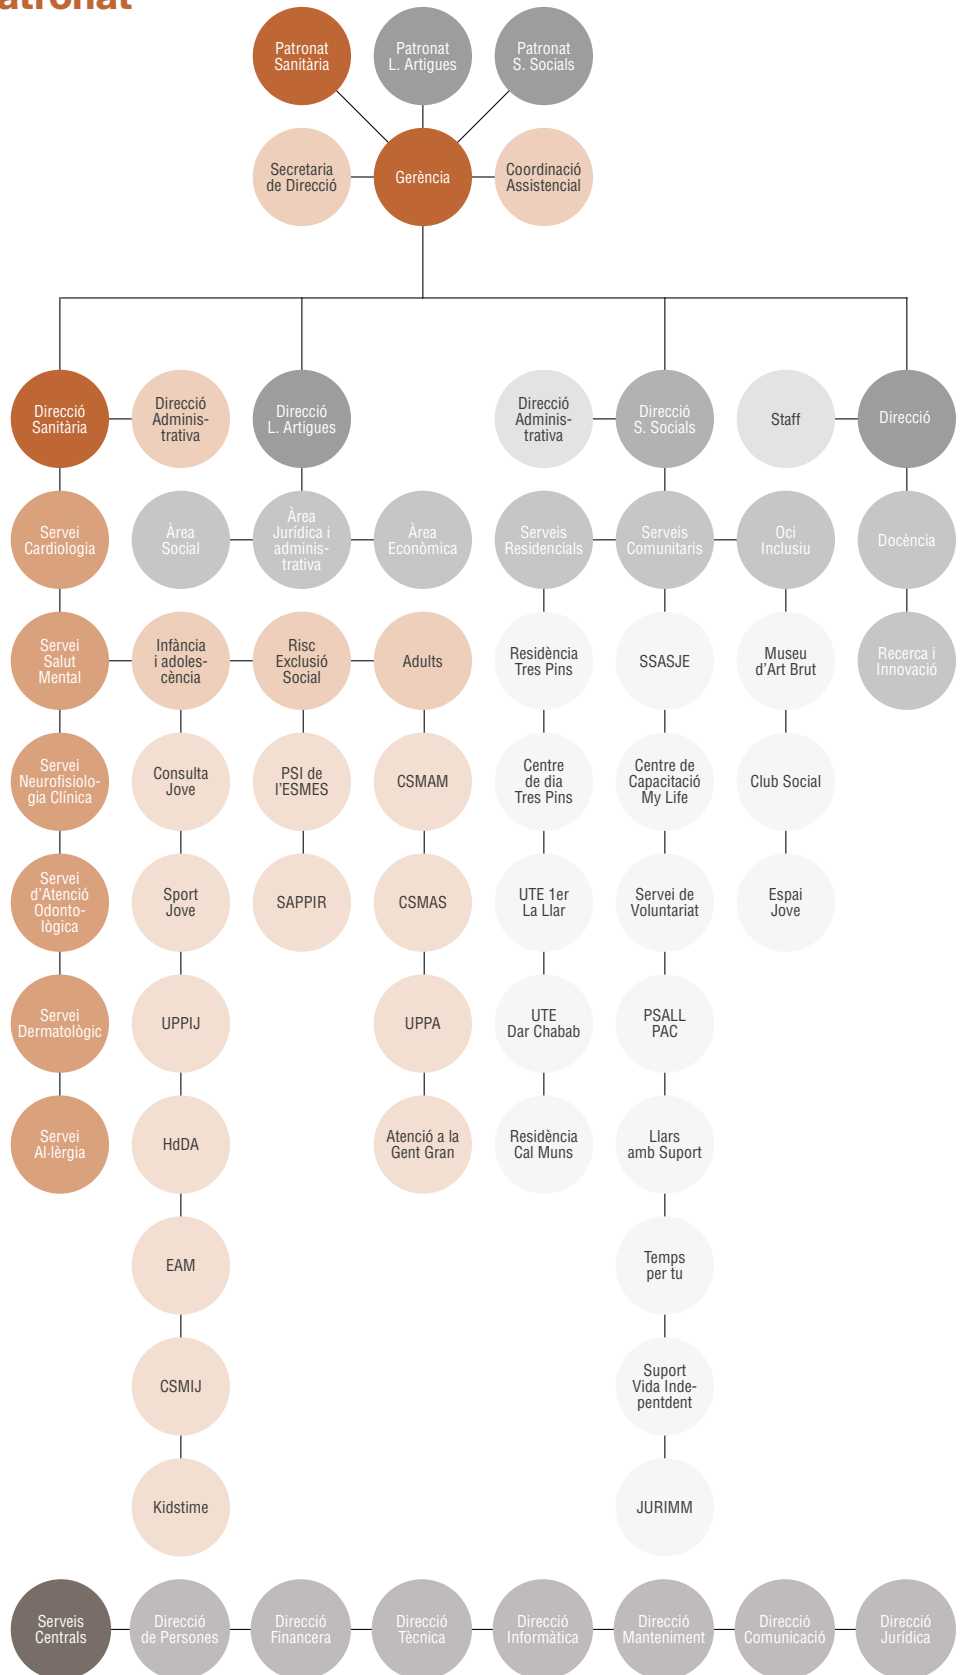 atronat
Patronat
Sanitària
Patronat
L. Artigues
Patronat
S. Socials
Secretaria
de Direcció
Gerència
Coordinació
Assistencial
Direcció
Sanitària
Direcció
Adminis-
trativa
Direcció
L. Artigues
Direcció
Adminis-
trativa
Direcció
S. Socials
Staff
Direcció
Servei
Cardiologia
Àrea
Social
Àrea
Jurídica i
adminis-
trativa
Àrea
Econòmica
Serveis
Residencials
Serveis
Comunitaris
Oci
Inclusiu
Docència
Servei
Salut
Mental
Infància
i adoles-
cència
Risc
Exclusió
Social
Adults
Residència
Tres Pins
SSASJE
Museu
d'Art Brut
Recerca i
Innovació
Servei
Neurofisiolo-
gia Clínica
Consulta
Jove
PSI de
l'ESMES
CSMAM
Centre
de dia
Tres Pins
Centre de
Capacitació
My Life
Club Social
Servei
d'Atenció
Odonto-
lògica
Sport
Jove
SAPPIR
CSMAS
UTE 1er
La Llar
Servei de
Voluntariat
Espai
Jove
Servei
Dermatològic
UPPIJ
UPPA
UTE
Dar Chabab
PSALL
PAC
Servei
Al·lèrgia
HdDA
Atenció a la
Gent Gran
Residència
Cal Muns
Llars
amb Suport
EAM
Temps
per tu
CSMIJ
Suport
Vida Inde-
pentdent
Kidstime
JURIMM
Serveis
Centrals
Direcció
de Persones
Direcció
Financera
Direcció
Tècnica
Direcció
Informàtica
Direcció
Manteniment
Direcció
Comunicació
Direcció
Jurídica